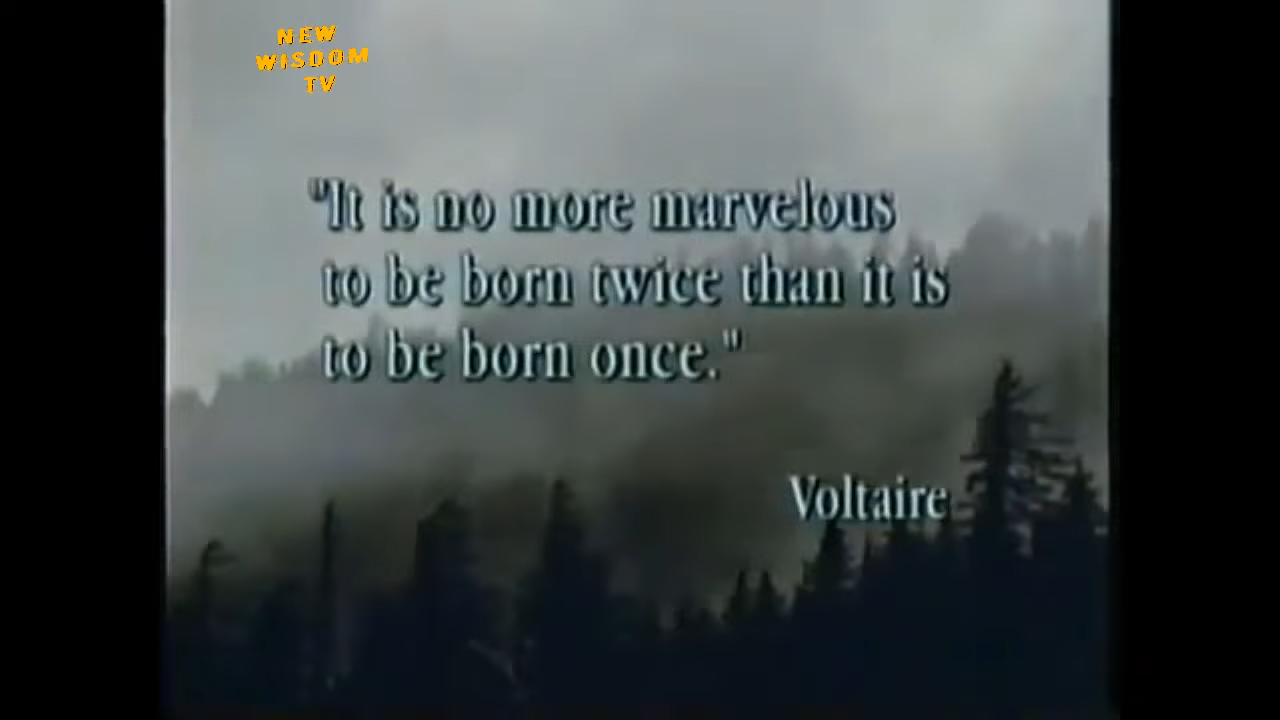 NEW
WISDOM
TV
"It is no more marvelous
to be born twice than it is
to be born once."
Voltaire